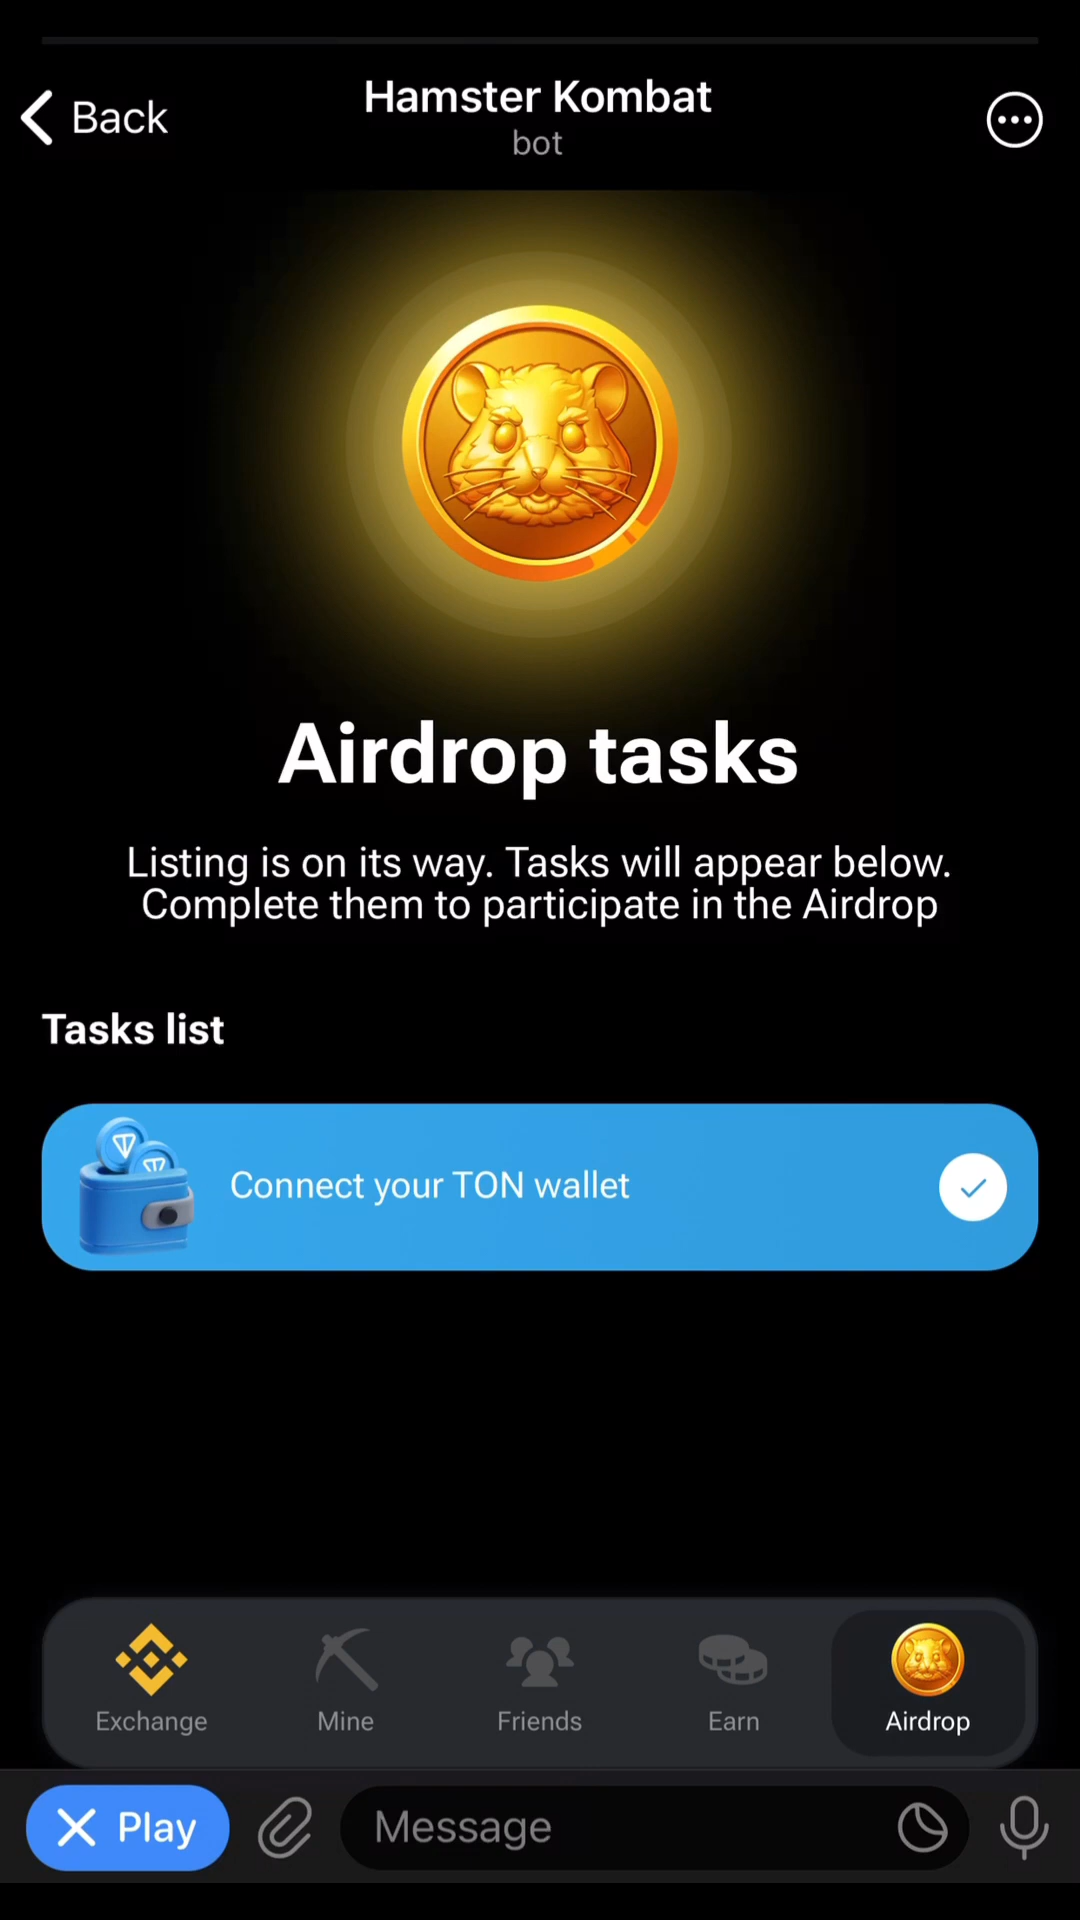 Back
Hamster Kombat
bot
Airdrop tasks
Listing is on its way. Tasks will appear below.
Complete them to participate in the Airdrop
Tasks list
Connect your TON wallet
Exchange
Mine
Friends
Earn
Airdrop
Play
Message